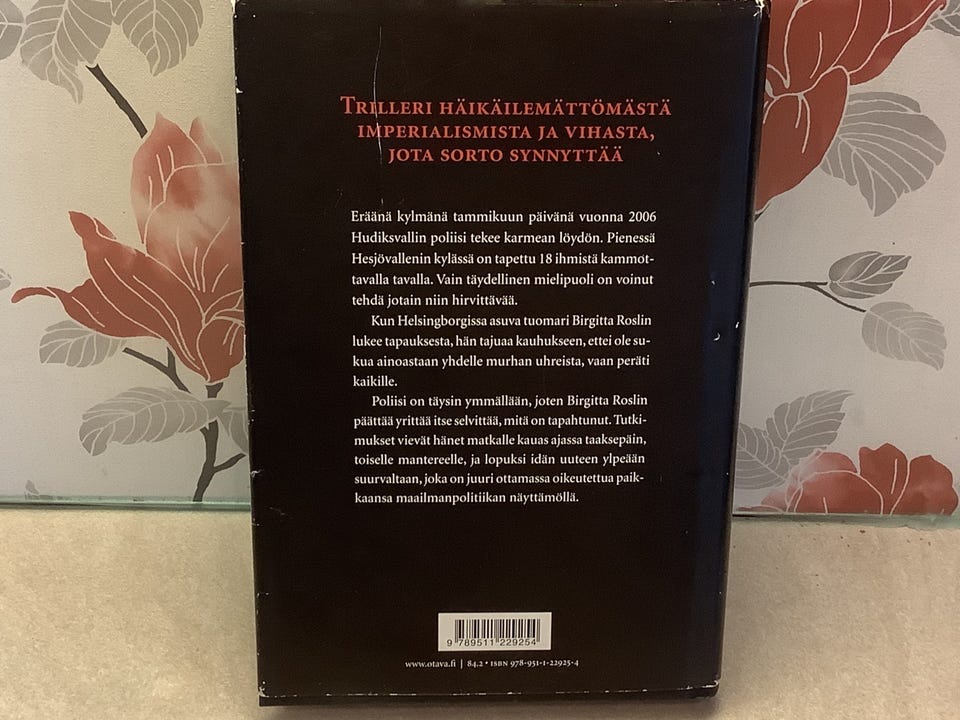 Trilleri häikäilemättömästä
imperialismista ja vihasta,
jota sorto synnyttää
Eräänä kylmänä tammikuun päivänä vuonna 2006
Hudiksvallin poliisi tekee karmean löydön. Pienessä
Hesjövallenin kylässä on tapettu 18 ihmistä kammot-
tavalla tavalla. Vain täydellinen mielipuoli on voinut
tehdä jotain niin hirvittävää.
Kun Helsingborgissa asuva tuomari Birgitta Roslin
lukee tapauksesta, hän tajuaa kauhukseen, ettei ole su-
kua ainoastaan yhdelle murhan uhreista, vaan peräti
kaikille.
Poliisi on täysin ymmällään, joten Birgitta Roslin
päättää yrittää itse selvittää, mitä on tapahtunut. Tutki-
mukset vievät hänet matkalle kauas ajassa taaksepäin,
toiselle mantereelle, ja lopuksi idän uuteen ylpeään
suurvaltaan, joka on juuri ottamassa oikeutettua paik-
kaansa maailmanpolitiikan näyttämöllä.
9 789511 229254
www.otava.fi | 84.2 • ISBN 978-951-1-22925-4